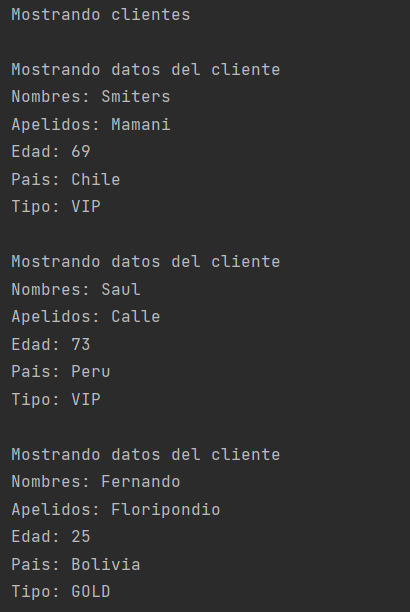 Mostrando clientes
Mostrando datos del cliente
Nombres: Smiters
Apelidos: Mamani
Edad: 69
Pais: Chile
Tipo: VIP
Mostrando datos del cliente
Nombres: Saul
Apelidos: Calle
Edad: 73
Pais: Peru
Tipo: VIP
Mostrando datos del cliente
Nombres: Fernando
Apelidos: Floripondio
Edad: 25
Pais: Bolivia
Tipo: GOLD